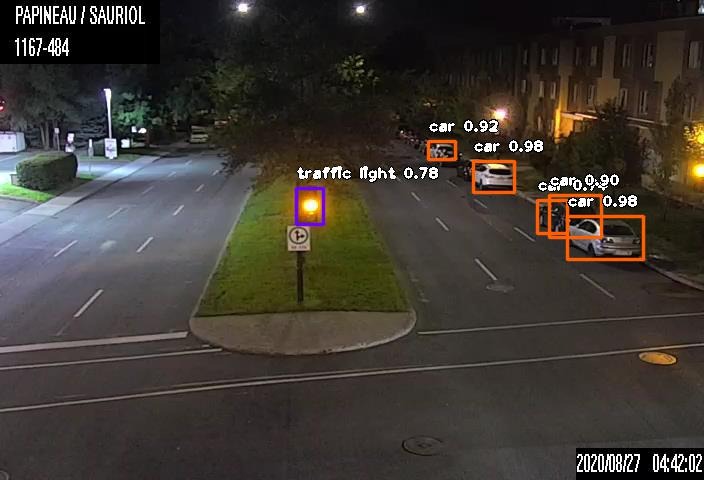 PAPINEAU / SAURIOL
1167-484
car 0.92
car 0.98
traffic light 0.78
car 0.90
car 0.98
2020/08/27 04:42:02